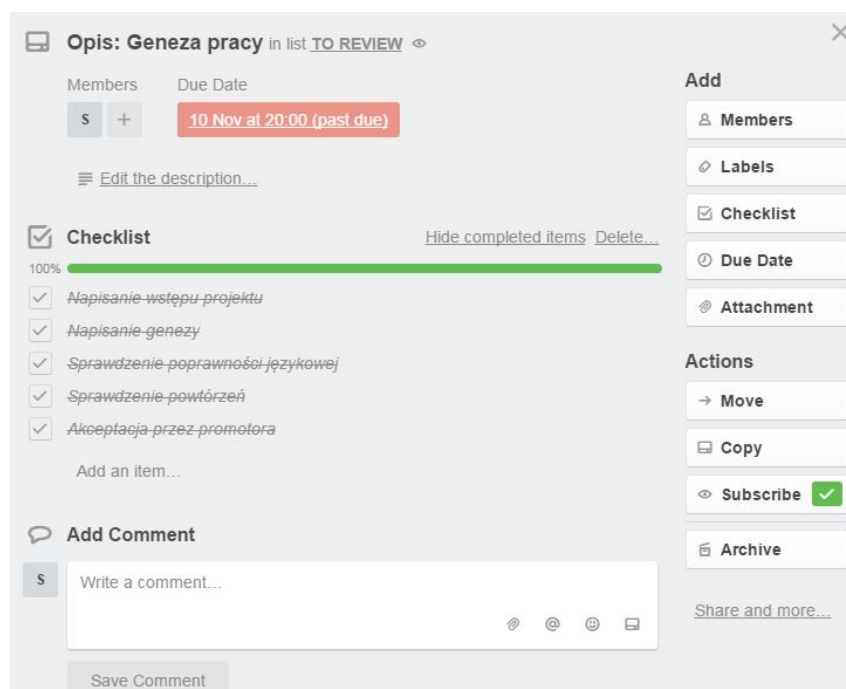 Opis: Geneza pracy in list TO REVIEW
Members Due Date
S + 10 Nov at 20:00 (past due)
Edit the description...
Checklist Hide completed items Delete...
100%
Napisanie wstępu projektu
Napisanie genezy
Sprawdzenie poprawności językowej
Sprawdzenie powtórzeń
Akceptacja przez promotora
Add an item...
Add Comment
S Write a comment...
@
Save Comment
Add
Members
Labels
Checklist
Due Date
Attachment
Actions
Move
Copy
Subscribe
Archive
Share and more...